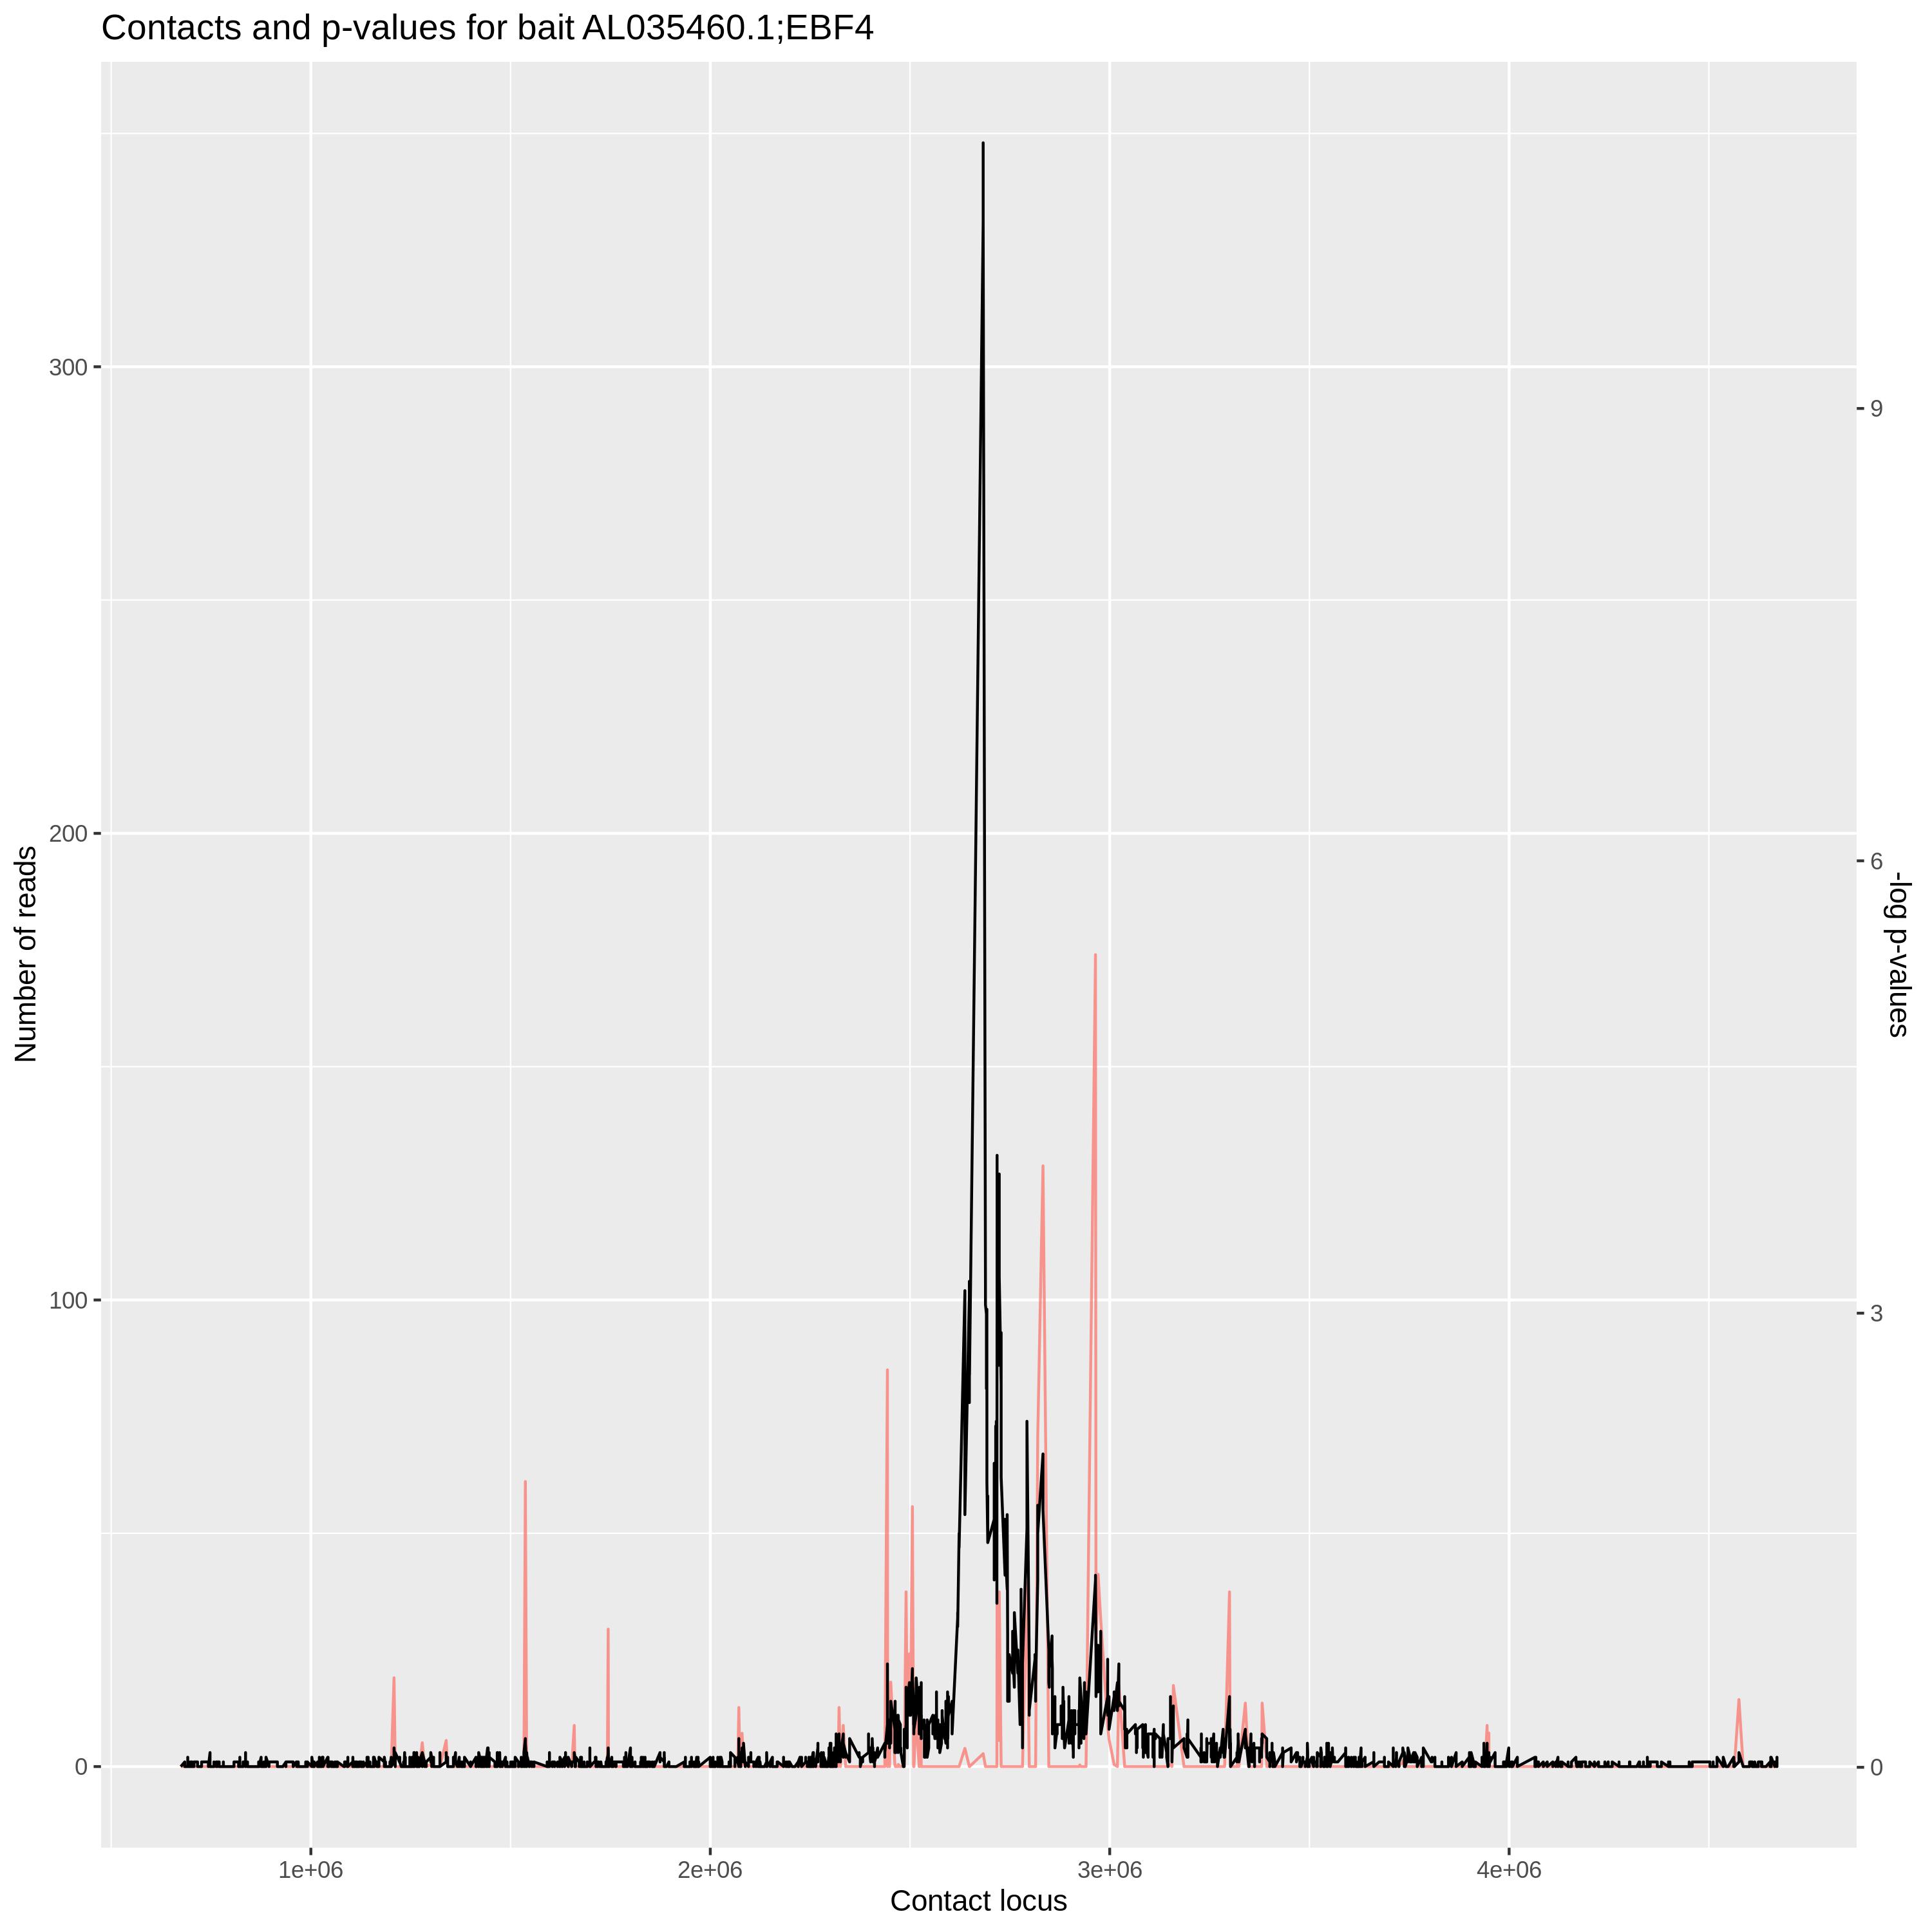 Contacts and p-values for bait AL035460.1;EBF4
300
200
100
0
Number of reads
9
6
3
0
-log p-values
1e+06 2e+06 3e+06 4e+06
Contact locus